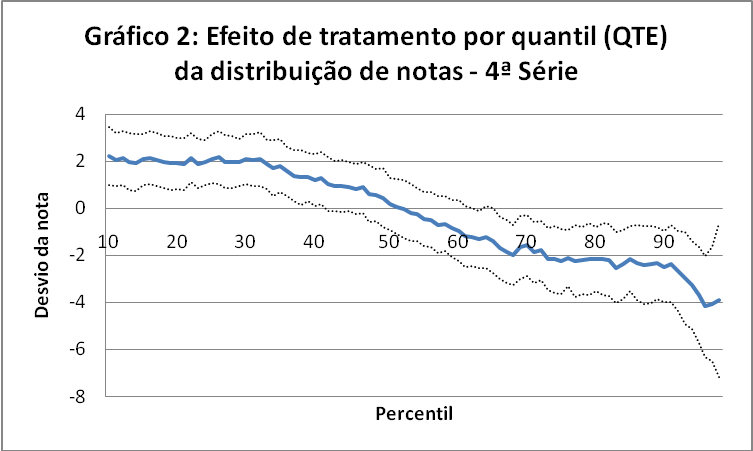 Gráfico 2: Efeito de tratamento por quantil (QTE)
da distribuição de notas - 4ª Série
Desvio da nota
4
2
0
-2
-4
-6
-8
10 20 30 40 50 60 70 80 90
Percentil